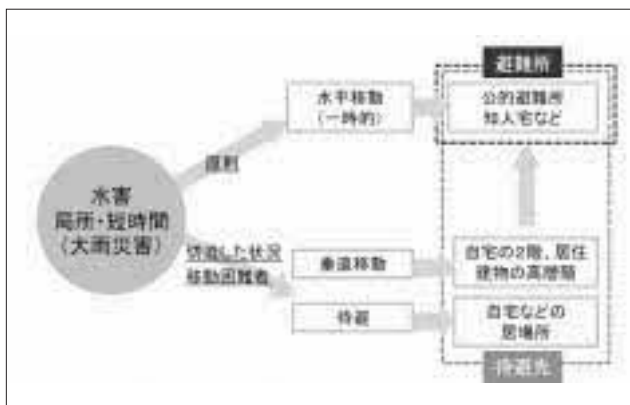 避難所
水平移動
(一時的)
公的避難所
知人宅など
原則
水害
局所・短時間
(大雨災害)
切迫した状況
移動困難者
垂直移動
自宅の2階、居住
建物の高層階
待避
自宅などの
居場所
待避先